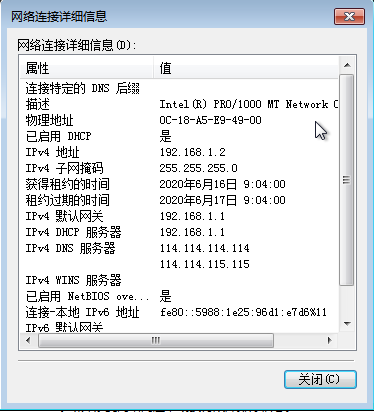 网络连接详细信息
网络连接详细信息(D):
属性 值
连接特定的 DNS 后缀
描述 Intel(R) PRO/1000 MT Network C
物理地址 0C-18-A5-E9-49-00
已启用 DHCP 是
IPv4 地址 192.168.1.2
IPv4 子网掩码 255.255.255.0
获得租约的时间 2020年6月16日 9:04:00
租约过期的时间 2020年6月17日 9:04:00
IPv4 默认网关 192.168.1.1
IPv4 DHCP 服务器 192.168.1.1
IPv4 DNS 服务器 114.114.114.114
114.114.115.115
IPv4 WINS 服务器
已启用 NetBIOS ove... 是
连接-本地 IPv6 地址 fe80::5988:1e25:96d1:e7d6%11
IPv6 默认网关
关闭(C)